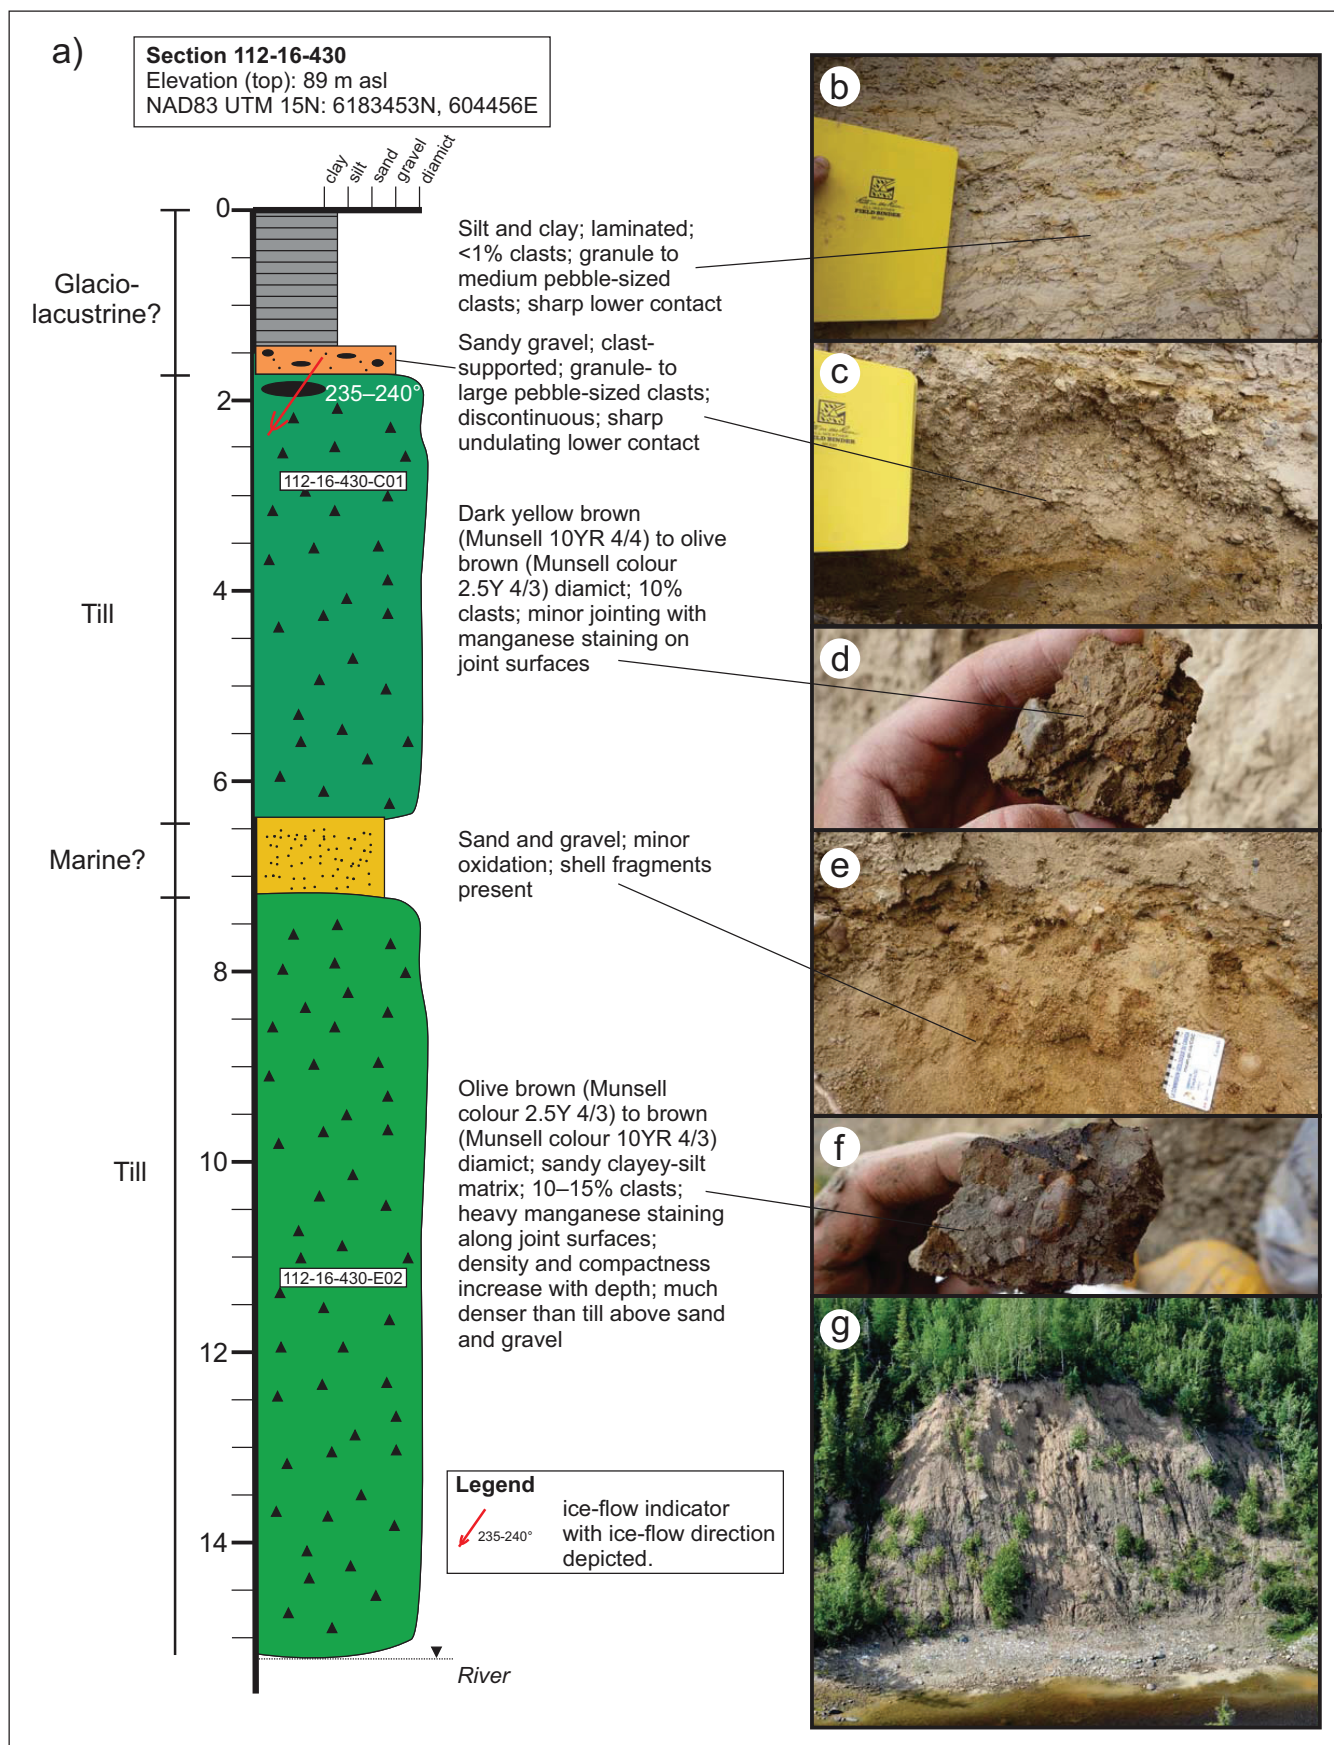 a)
Section 112-16-430
Elevation (top): 89 m asl
NAD83 UTM 15N: 6183453N, 604456E
clay
silt
sand
gravel
diamict
0
2
4
6
8
10
12
14
Glacio-
lacustrine?
Till
Marine?
Till
235–240°
112-16-430-C01
112-16-430-E02
River
Silt and clay; laminated;
<1% clasts; granule to
medium pebble-sized
clasts; sharp lower contact
Sandy gravel; clast-
supported; granule- to
large pebble-sized clasts;
discontinuous; sharp
undulating lower contact
Dark yellow brown
(Munsell 10YR 4/4) to olive
brown (Munsell colour
2.5Y 4/3) diamict; 10%
clasts; minor jointing with
manganese staining on
joint surfaces
Sand and gravel; minor
oxidation; shell fragments
present
Olive brown (Munsell
colour 2.5Y 4/3) to brown
(Munsell colour 10YR 4/3)
diamict; sandy clayey-silt
matrix; 10–15% clasts;
heavy manganese staining
along joint surfaces;
density and compactness
increase with depth; much
denser than till above sand
and gravel
Legend
235-240°
ice-flow indicator
with ice-flow direction
depicted.
b
FIELD BINDER
c
BINDER
d
e
f
g